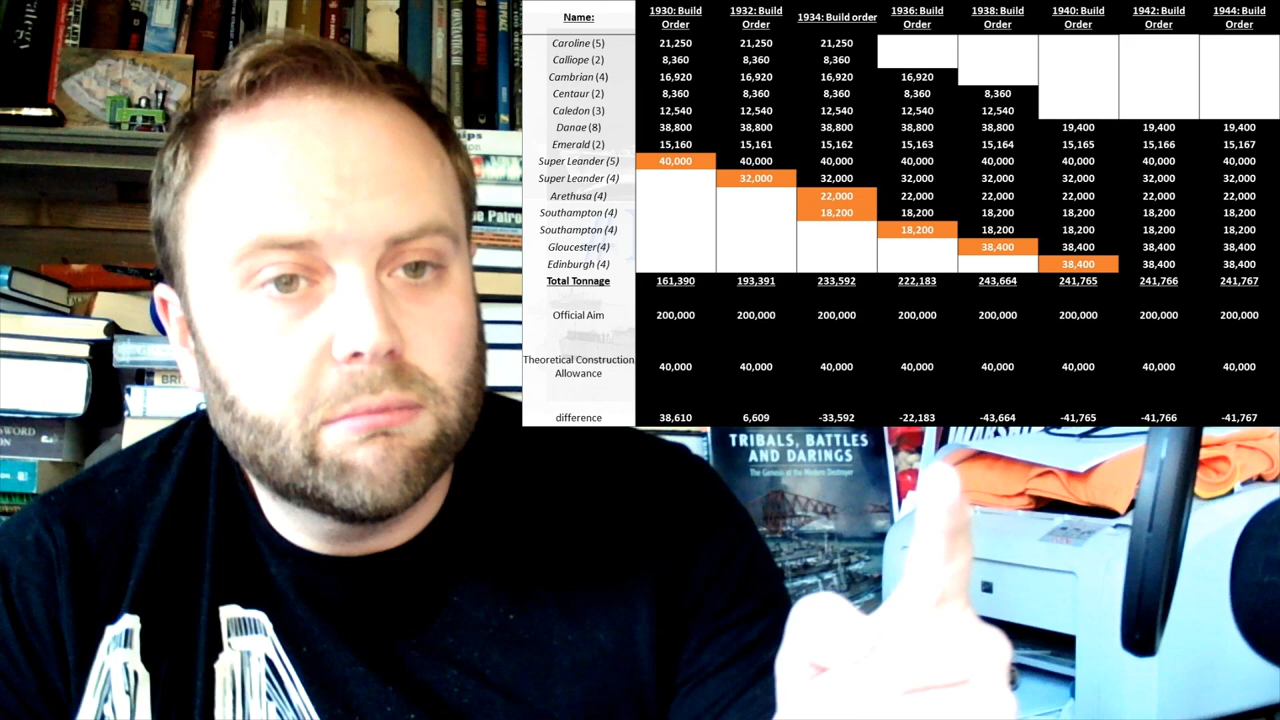 Name: 1930: Build Order 1932: Build Order 1934: Build order 1936: Build Order 1938: Build Order 1940: Build Order 1942: Build Order 1944: Build Order
Caroline (5) 21,250 21,250 21,250
Calliope (2) 8,360 8,360 8,360
Cambrian (4) 16,920 16,920 16,920 16,920
Centaur (2) 8,360 8,360 8,360 8,360 8,360
Caledon (3) 12,540 12,540 12,540 12,540 12,540
Danae (8) 38,800 38,800 38,800 38,800 38,800 19,400 19,400 19,400
Emerald (2) 15,160 15,161 15,162 15,163 15,164 15,165 15,166 15,167
Super Leander (5) 40,000 40,000 40,000 40,000 40,000 40,000 40,000 40,000
Super Leander (4) 32,000 32,000 32,000 32,000 32,000 32,000 32,000
Arethusa (4) 22,000 22,000 22,000 22,000 22,000 22,000
Southampton (4) 18,200 18,200 18,200 18,200 18,200 18,200
Southampton (4) 18,200 18,200 18,200 18,200 18,200
Gloucester(4) 38,400 38,400 38,400 38,400
Edinburgh (4) 38,400 38,400 38,400
Total Tonnage 161,390 193,391 233,592 222,183 243,664 241,765 241,766 241,767
Official Aim 200,000 200,000 200,000 200,000 200,000 200,000 200,000 200,000
Theoretical Construction Allowance 40,000 40,000 40,000 40,000 40,000 40,000 40,000 40,000
difference 38,610 6,609 -33,592 -22,183 -43,664 -41,765 -41,766 -41,767
TRIBALS, BATTLES
AND DARINGS
The Genesis of the Modern Destroyer